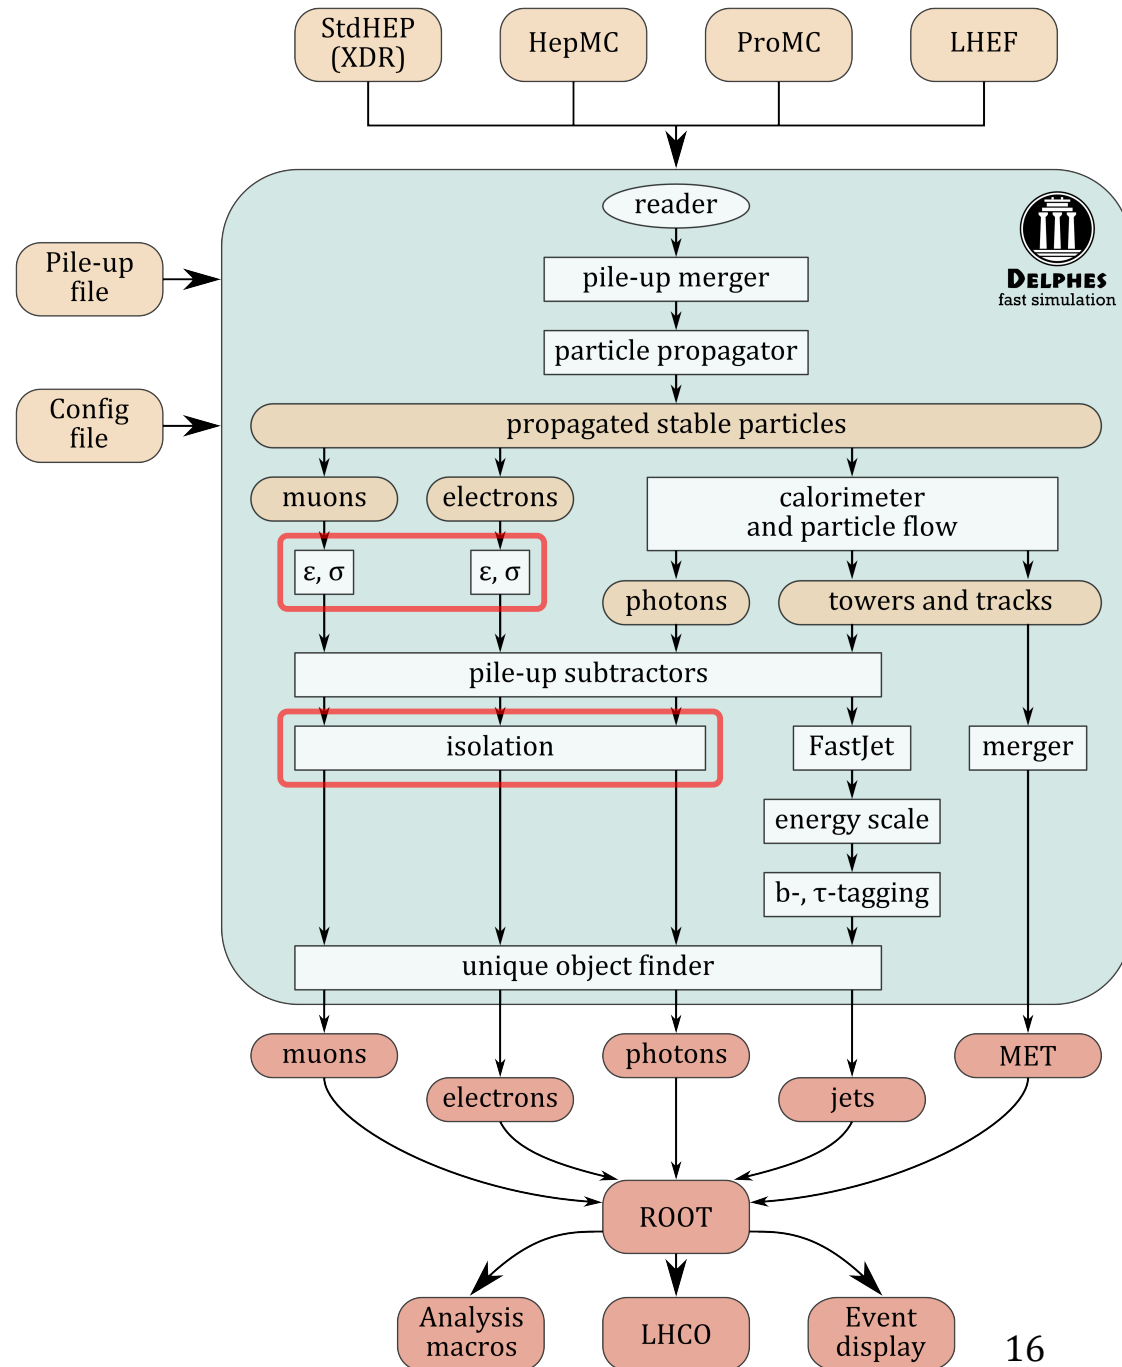 StdHEP
(XDR)
HepMC
ProMC
LHEF
reader
DELPHES
fast simulation
Pile-up
file
pile-up merger
particle propagator
Config
file
propagated stable particles
muons
electrons
calorimeter
and particle flow
ε, σ
ε, σ
photons
towers and tracks
pile-up subtractors
isolation
FastJet
merger
energy scale
b-, τ-tagging
unique object finder
muons
photons
MET
electrons
jets
ROOT
Analysis
macros
LHCO
Event
display
16